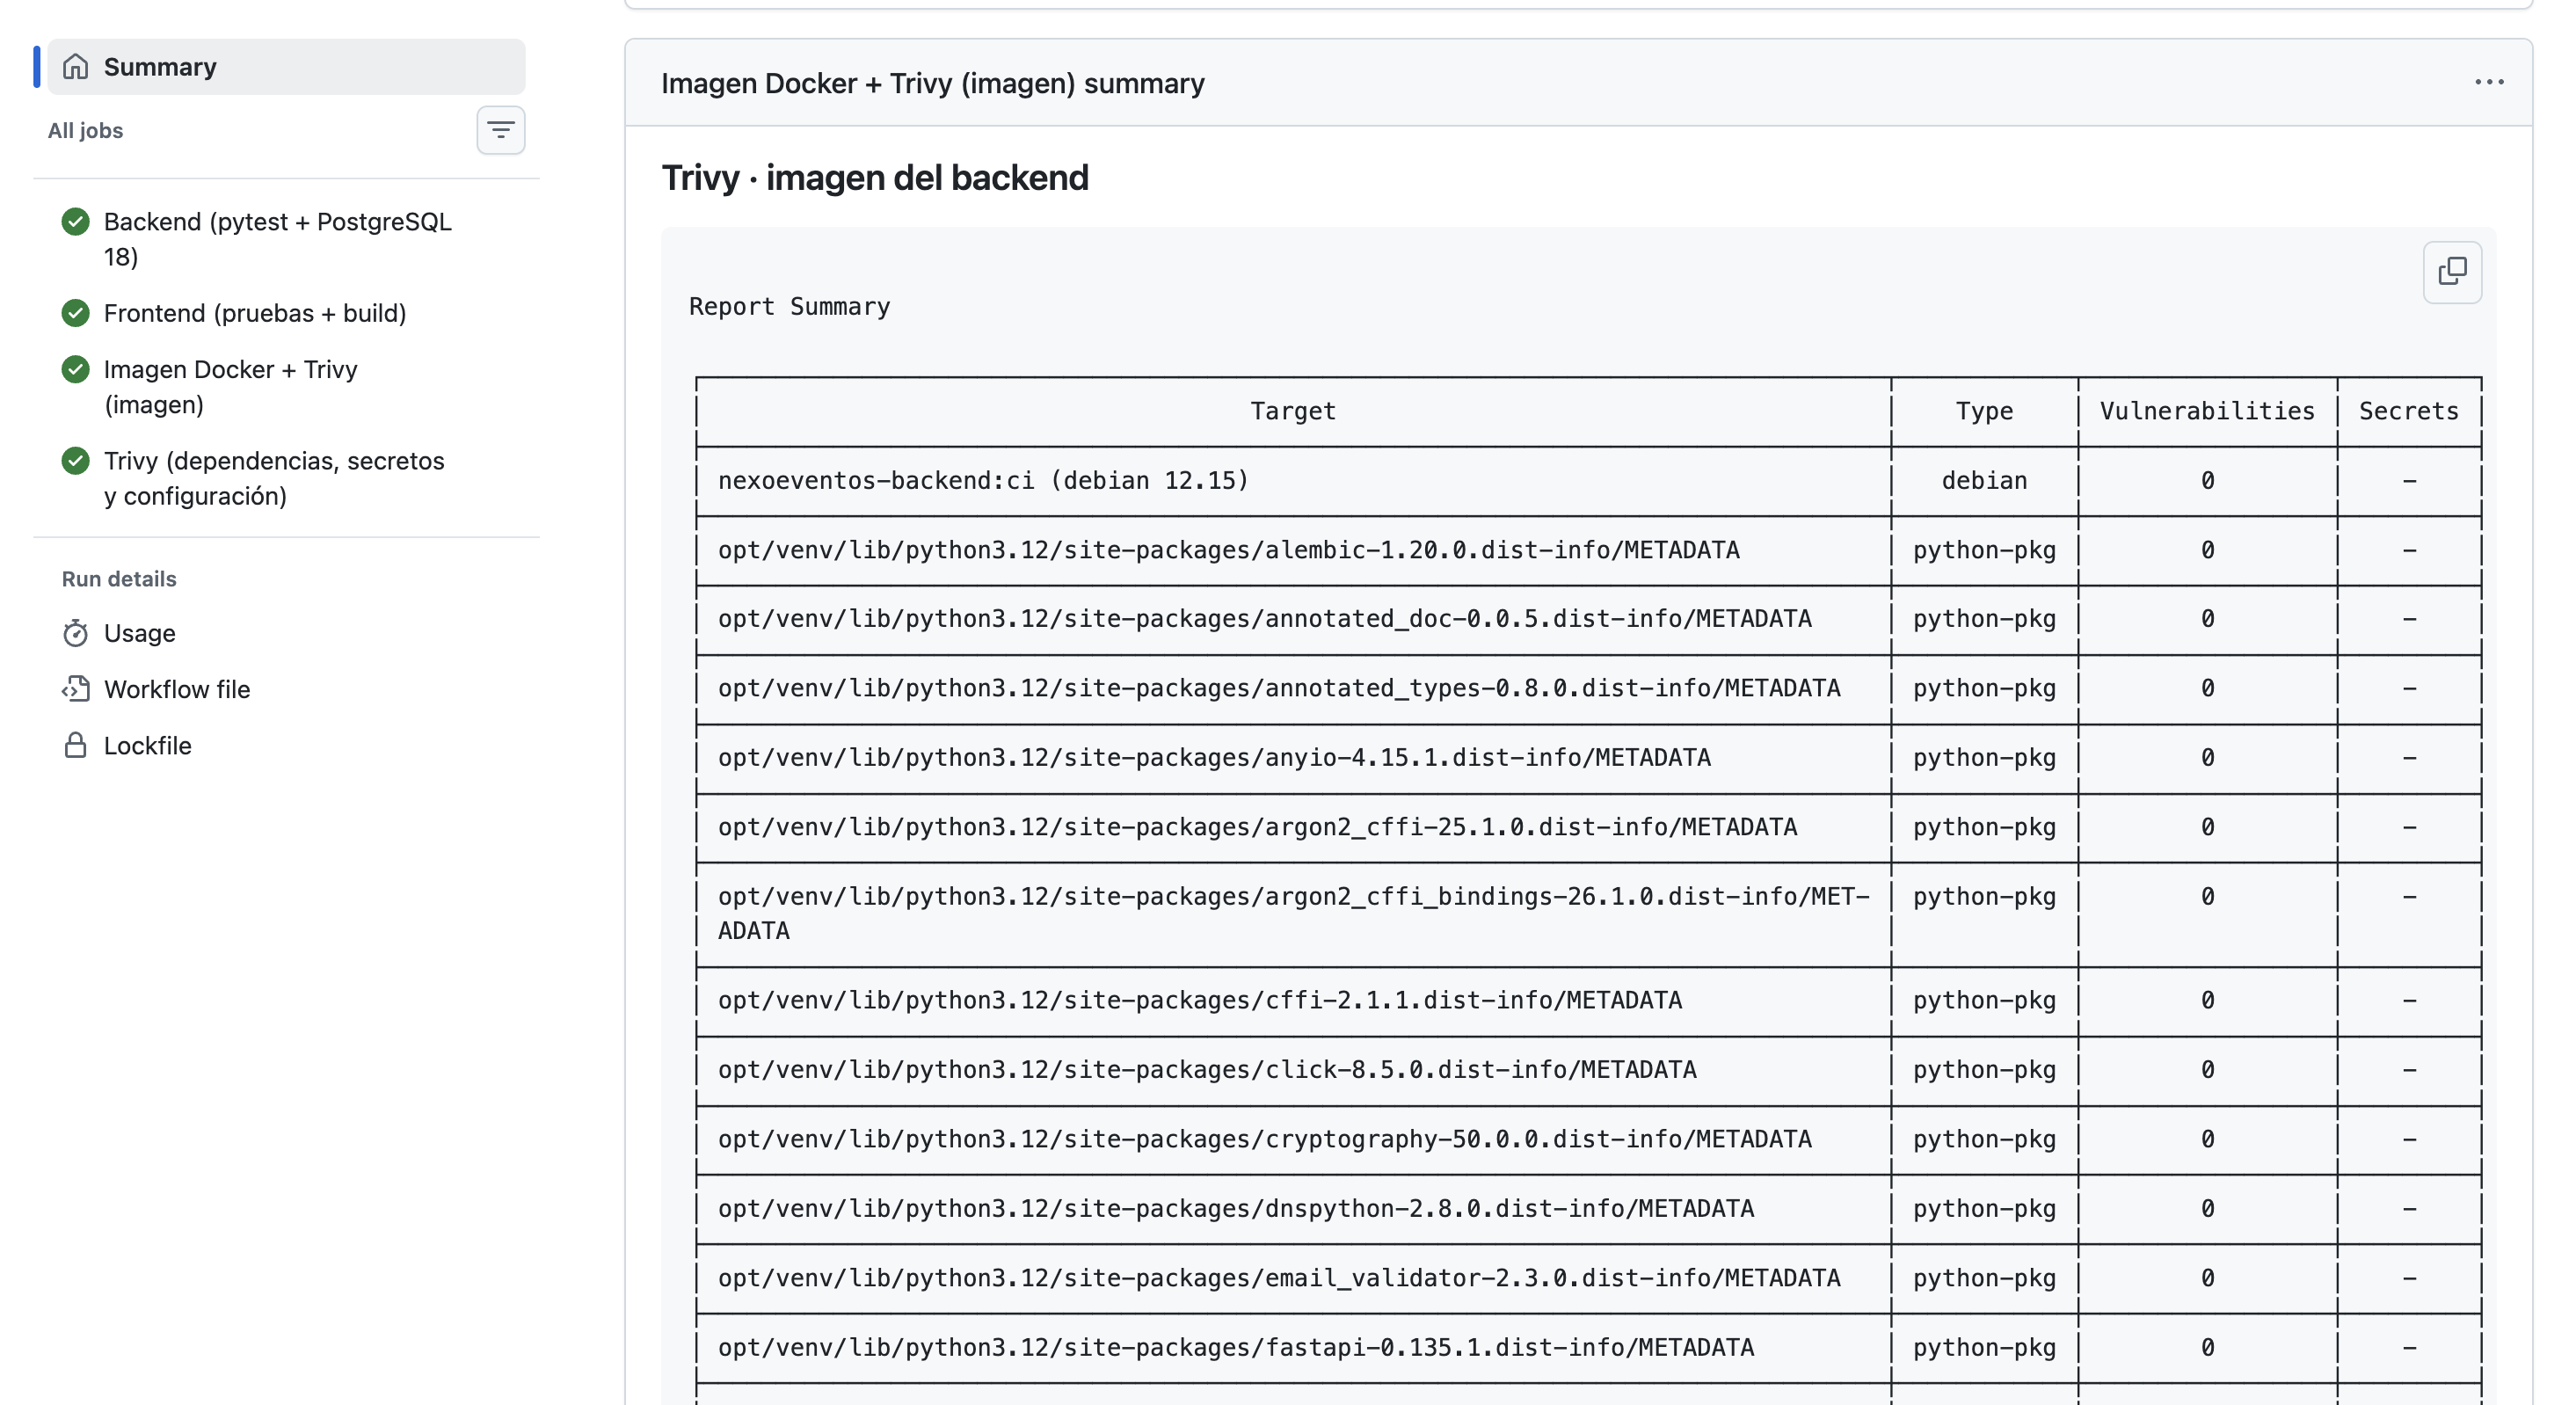 Summary
All jobs
Backend (pytest + PostgreSQL
18)
Frontend (pruebas + build)
Imagen Docker + Trivy
(imagen)
Trivy (dependencias, secretos
y configuración)
Run details
Usage
Workflow file
Lockfile
Imagen Docker + Trivy (imagen) summary
Trivy · imagen del backend
Report Summary
Target Type Vulnerabilities Secrets
nexoeventos-backend:ci (debian 12.15) debian 0 -
opt/venv/lib/python3.12/site-packages/alembic-1.20.0.dist-info/METADATA python-pkg 0 -
opt/venv/lib/python3.12/site-packages/annotated_doc-0.0.5.dist-info/METADATA python-pkg 0 -
opt/venv/lib/python3.12/site-packages/annotated_types-0.8.0.dist-info/METADATA python-pkg 0 -
opt/venv/lib/python3.12/site-packages/anyio-4.15.1.dist-info/METADATA python-pkg 0 -
opt/venv/lib/python3.12/site-packages/argon2_cffi-25.1.0.dist-info/METADATA python-pkg 0 -
opt/venv/lib/python3.12/site-packages/argon2_cffi_bindings-26.1.0.dist-info/MET- python-pkg 0 -
ADATA
opt/venv/lib/python3.12/site-packages/cffi-2.1.1.dist-info/METADATA python-pkg 0 -
opt/venv/lib/python3.12/site-packages/click-8.5.0.dist-info/METADATA python-pkg 0 -
opt/venv/lib/python3.12/site-packages/cryptography-50.0.0.dist-info/METADATA python-pkg 0 -
opt/venv/lib/python3.12/site-packages/dnspython-2.8.0.dist-info/METADATA python-pkg 0 -
opt/venv/lib/python3.12/site-packages/email_validator-2.3.0.dist-info/METADATA python-pkg 0 -
opt/venv/lib/python3.12/site-packages/fastapi-0.135.1.dist-info/METADATA python-pkg 0 -